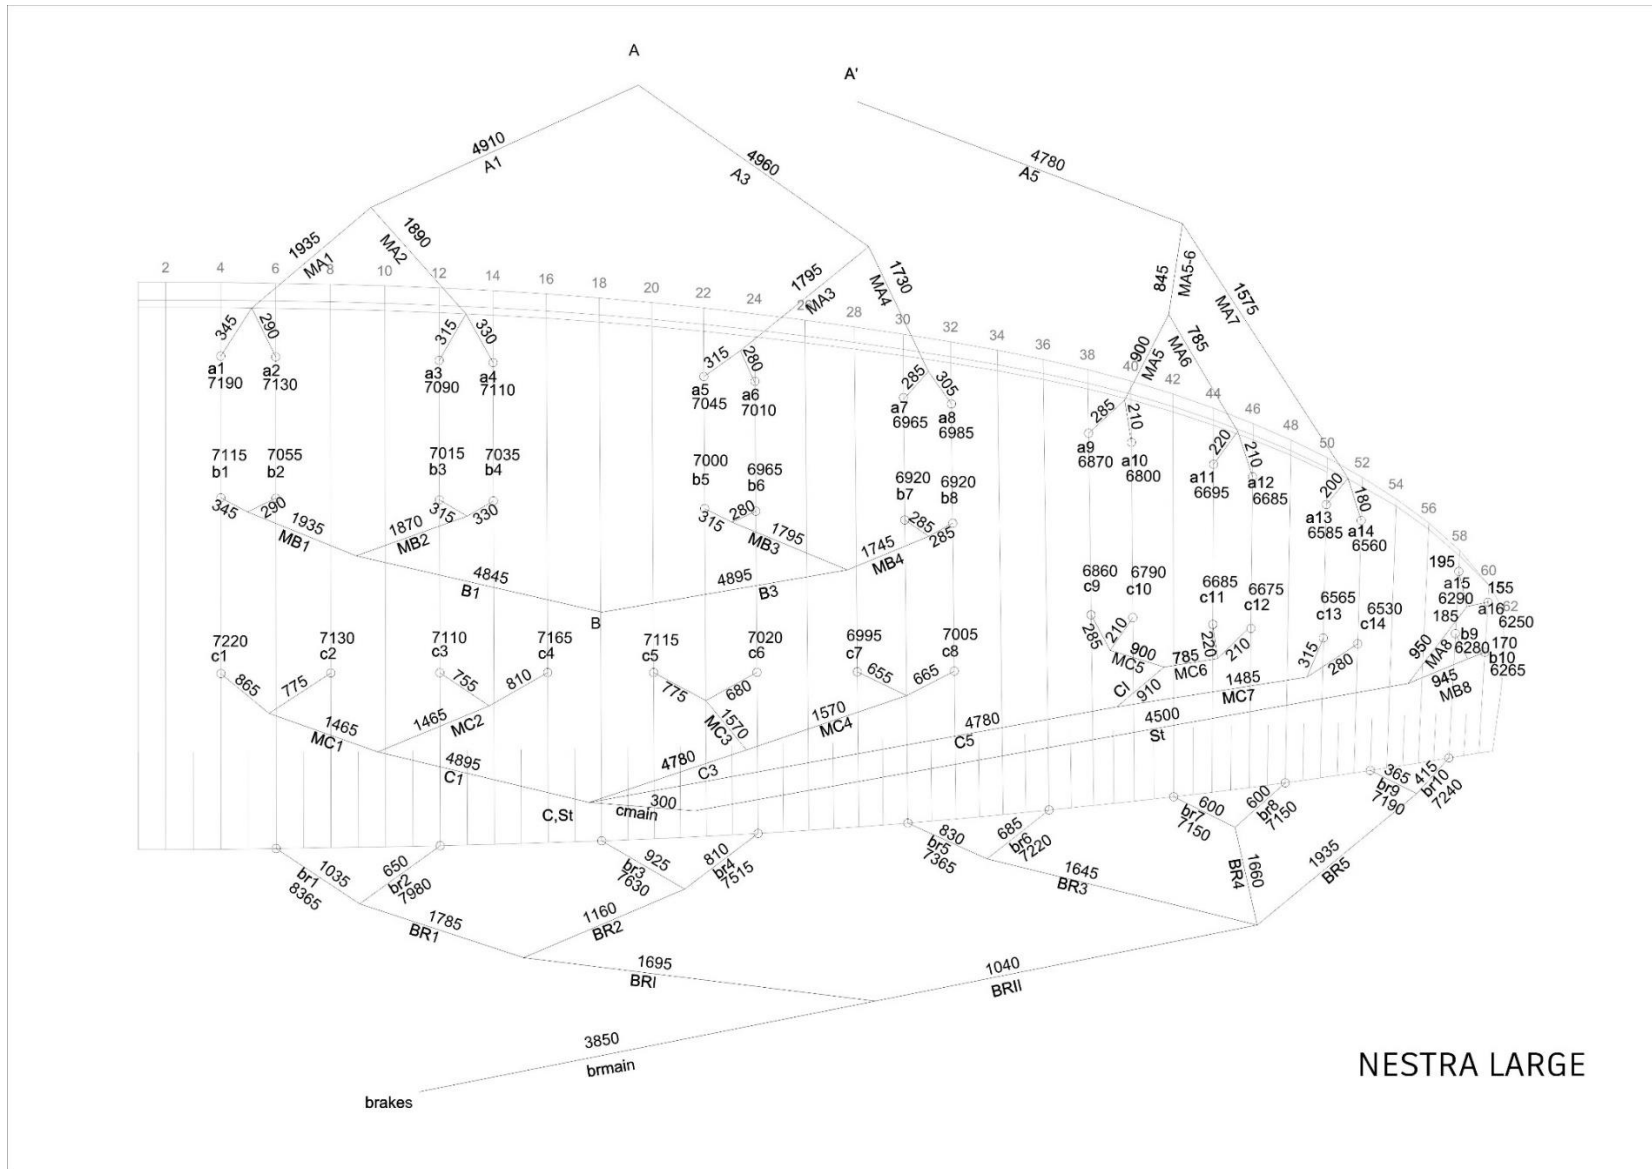 A
A'
4910
A1
4960
A3
4780
A5
1935
MA1
1890
MA2
1795
MA3
1730
MA4
845
MA5-6
1575
MA7
900
MA5
785
MA6
2
4
6
8
10
12
14
16
18
20
22
24
26
28
30
32
34
36
38
40
42
44
46
48
50
52
54
56
58
60
62
345
290
315
330
315
280
285
305
285
210
220
210
200
180
195
155
a1
7190
a2
7130
a3
7090
a4
7110
a5
7045
a6
7010
a7
6965
a8
6985
a9
6870
a10
6800
a11
6695
a12
6685
a13
6585
a14
6560
a15
6290
a16
6250
7115
b1
7055
b2
7015
b3
7035
b4
7000
b5
6965
b6
6920
b7
6920
b8
185
b9
6280
170
b10
6265
345
290
315
330
315
280
285
285
1935
MB1
1870
MB2
1795
MB3
1745
MB4
950
MA8
945
MB8
4845
B1
4895
B3
B
7220
c1
7130
c2
7110
c3
7165
c4
7115
c5
7020
c6
6995
c7
7005
c8
6860
c9
6790
c10
6685
c11
6675
c12
6565
c13
6530
c14
865
775
755
810
775
680
655
665
285
210
220
210
315
280
1465
MC1
1465
MC2
1570
MC3
1570
MC4
900
MC5
785
MC6
1485
MC7
CI
910
4895
C1
4780
C3
4780
C5
4500
St
C,St
300
cmain
1035
br1
8365
650
br2
7980
925
br3
7630
810
br4
7515
830
br5
7365
685
br6
7220
600
br7
7150
600
br8
7150
365
br9
7190
415
br10
7240
1785
BR1
1160
BR2
1645
BR3
1660
BR4
1935
BR5
1695
BRI
1040
BRII
3850
brmain
brakes
NESTRA LARGE